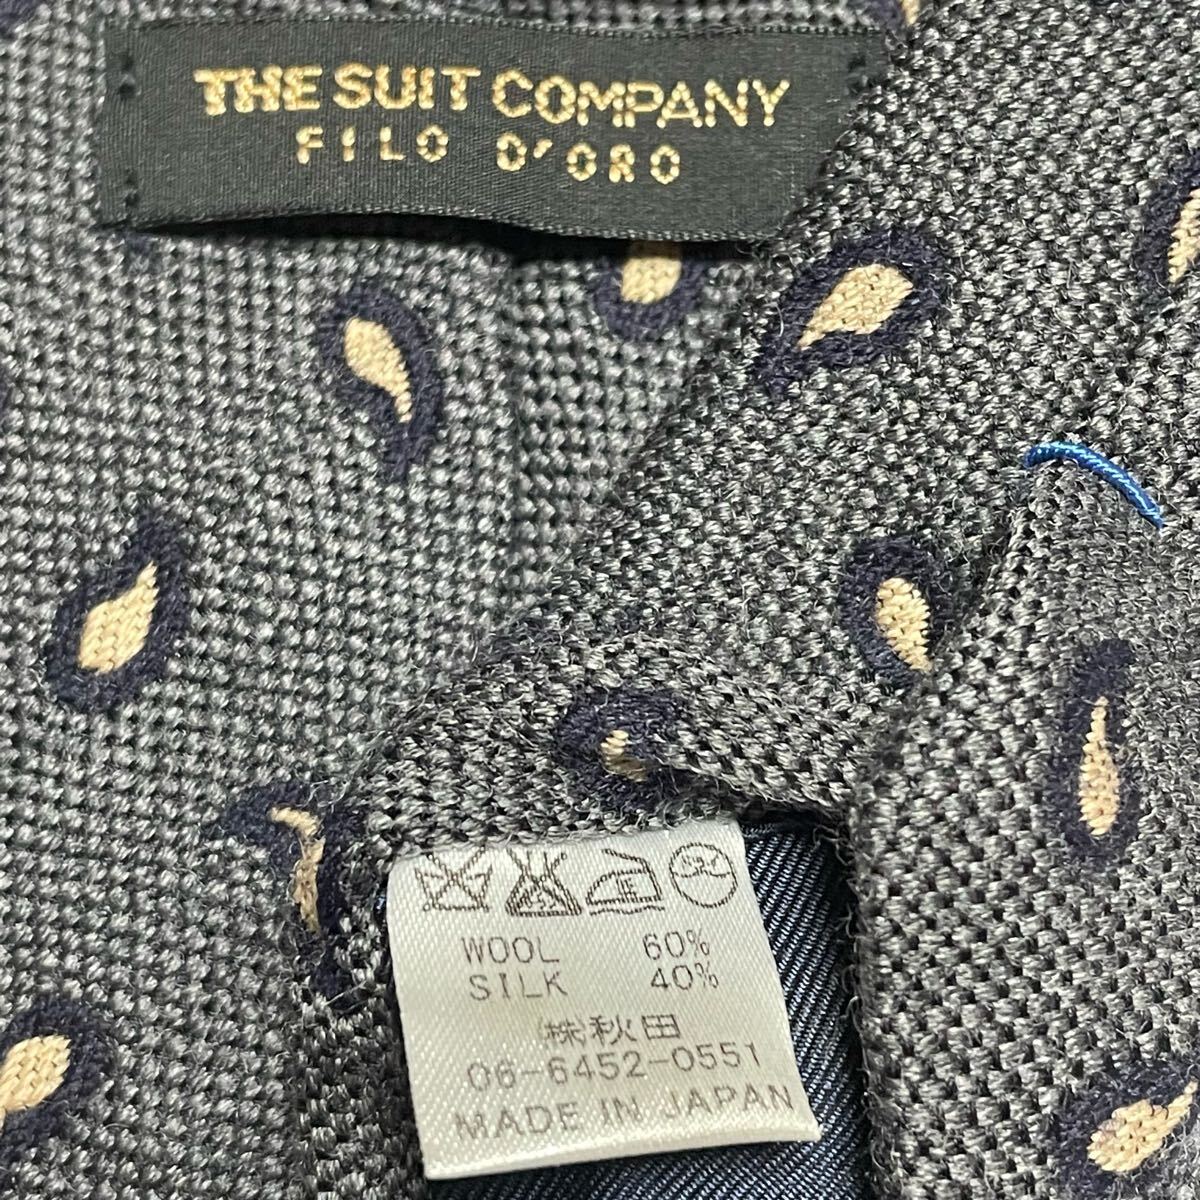 THE SUIT COMPANY
FILO D'ORO
WOOL 60%
SILK 40%
㈱秋田
06-6452-0551
MADE IN JAPAN